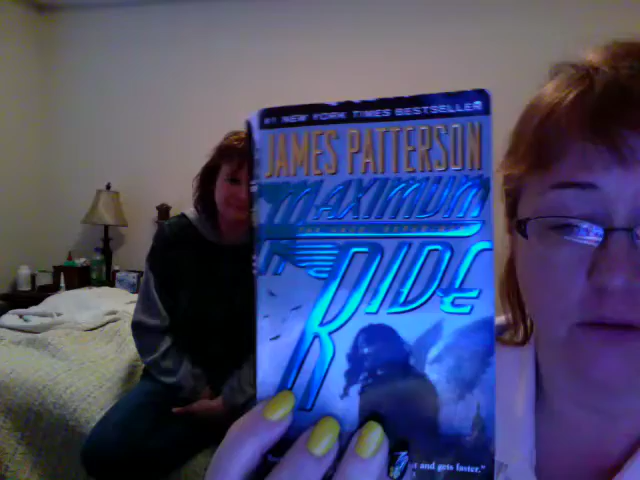 #1 NEW YORK TIMES BESTSELLER
JAMES PATTERSON
MAXIMUM
RIDE
and gets faster."